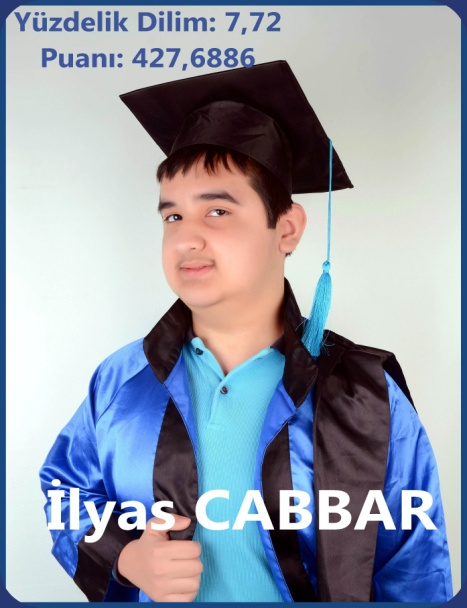 Yüzdelik Dilim: 7,72
Puanı: 427,6886
İlyas CABBAR